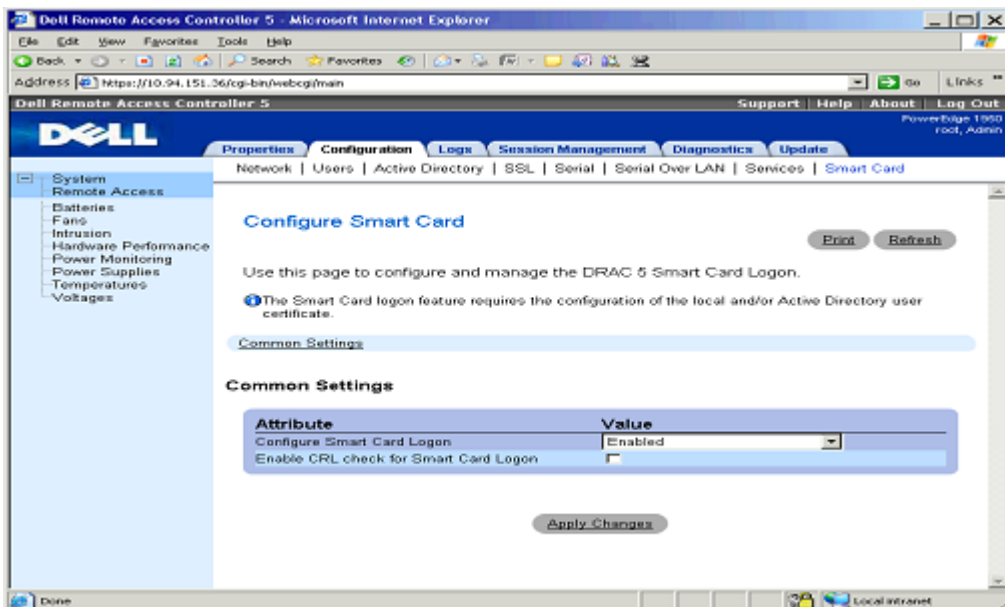 Dell Remote Access Controller 5 - Microsoft Internet Explorer
File Edit View Favorites Tools Help
Back Search Favorites
Address https://10.94.151.36/cgi-bin/webcgi/main Go Links »
Dell Remote Access Controller 5 Support | Help | About | Log Out
DELL
PowerEdge 1950
root, Admin
Properties Configuration Logs Session Management Diagnostics Update
Network | Users | Active Directory | SSL | Serial | Serial Over LAN | Services | Smart Card
System
Remote Access
Batteries
Fans
Intrusion
Hardware Performance
Power Monitoring
Power Supplies
Temperatures
Voltages
Configure Smart Card
Print Refresh
Use this page to configure and manage the DRAC 5 Smart Card Logon.
The Smart Card logon feature requires the configuration of the local and/or Active Directory user
certificate.
Common Settings
Common Settings
Attribute Value
Configure Smart Card Logon Enabled
Enable CRL check for Smart Card Logon
Apply Changes
Done Local intranet